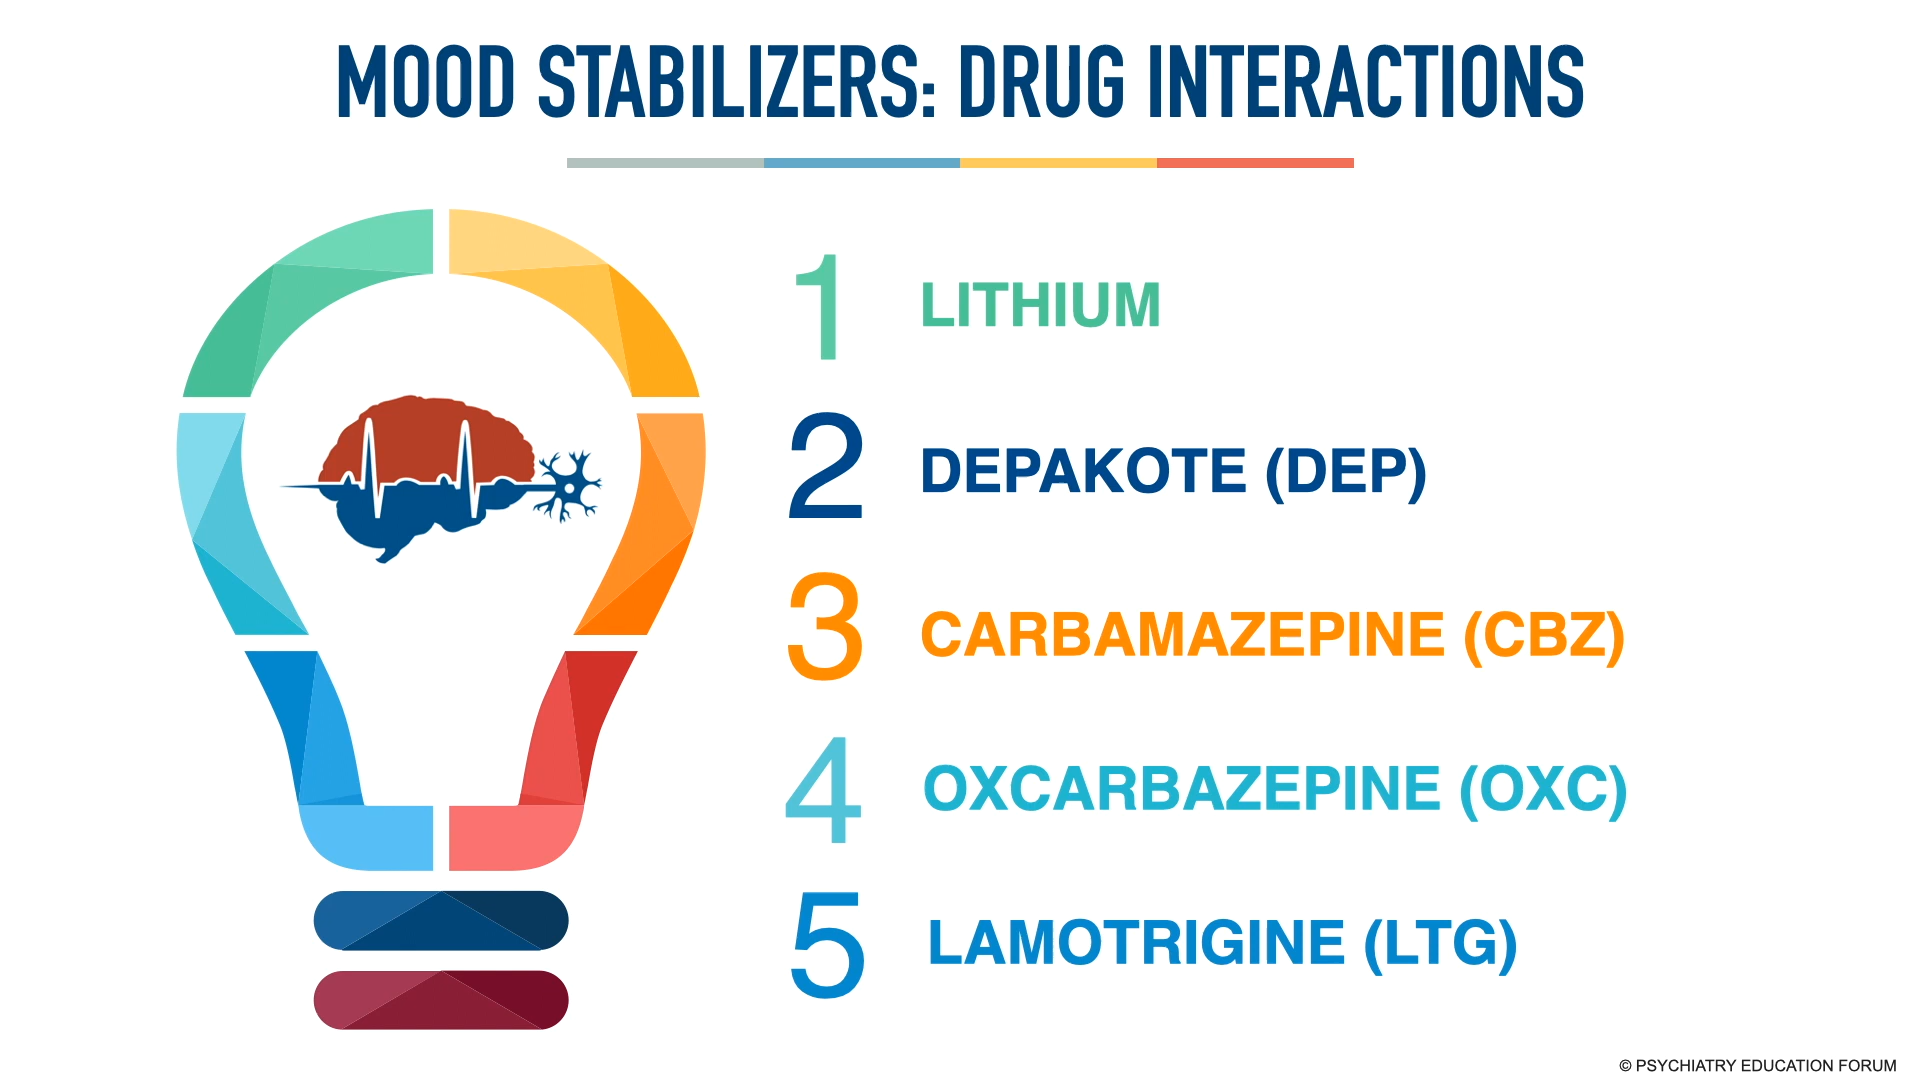 MOOD STABILIZERS: DRUG INTERACTIONS
1 LITHIUM
2 DEPAKOTE (DEP)
3 CARBAMAZEPINE (CBZ)
4 OXCARBAZEPINE (OXC)
5 LAMOTRIGINE (LTG)
© PSYCHIATRY EDUCATION FORUM